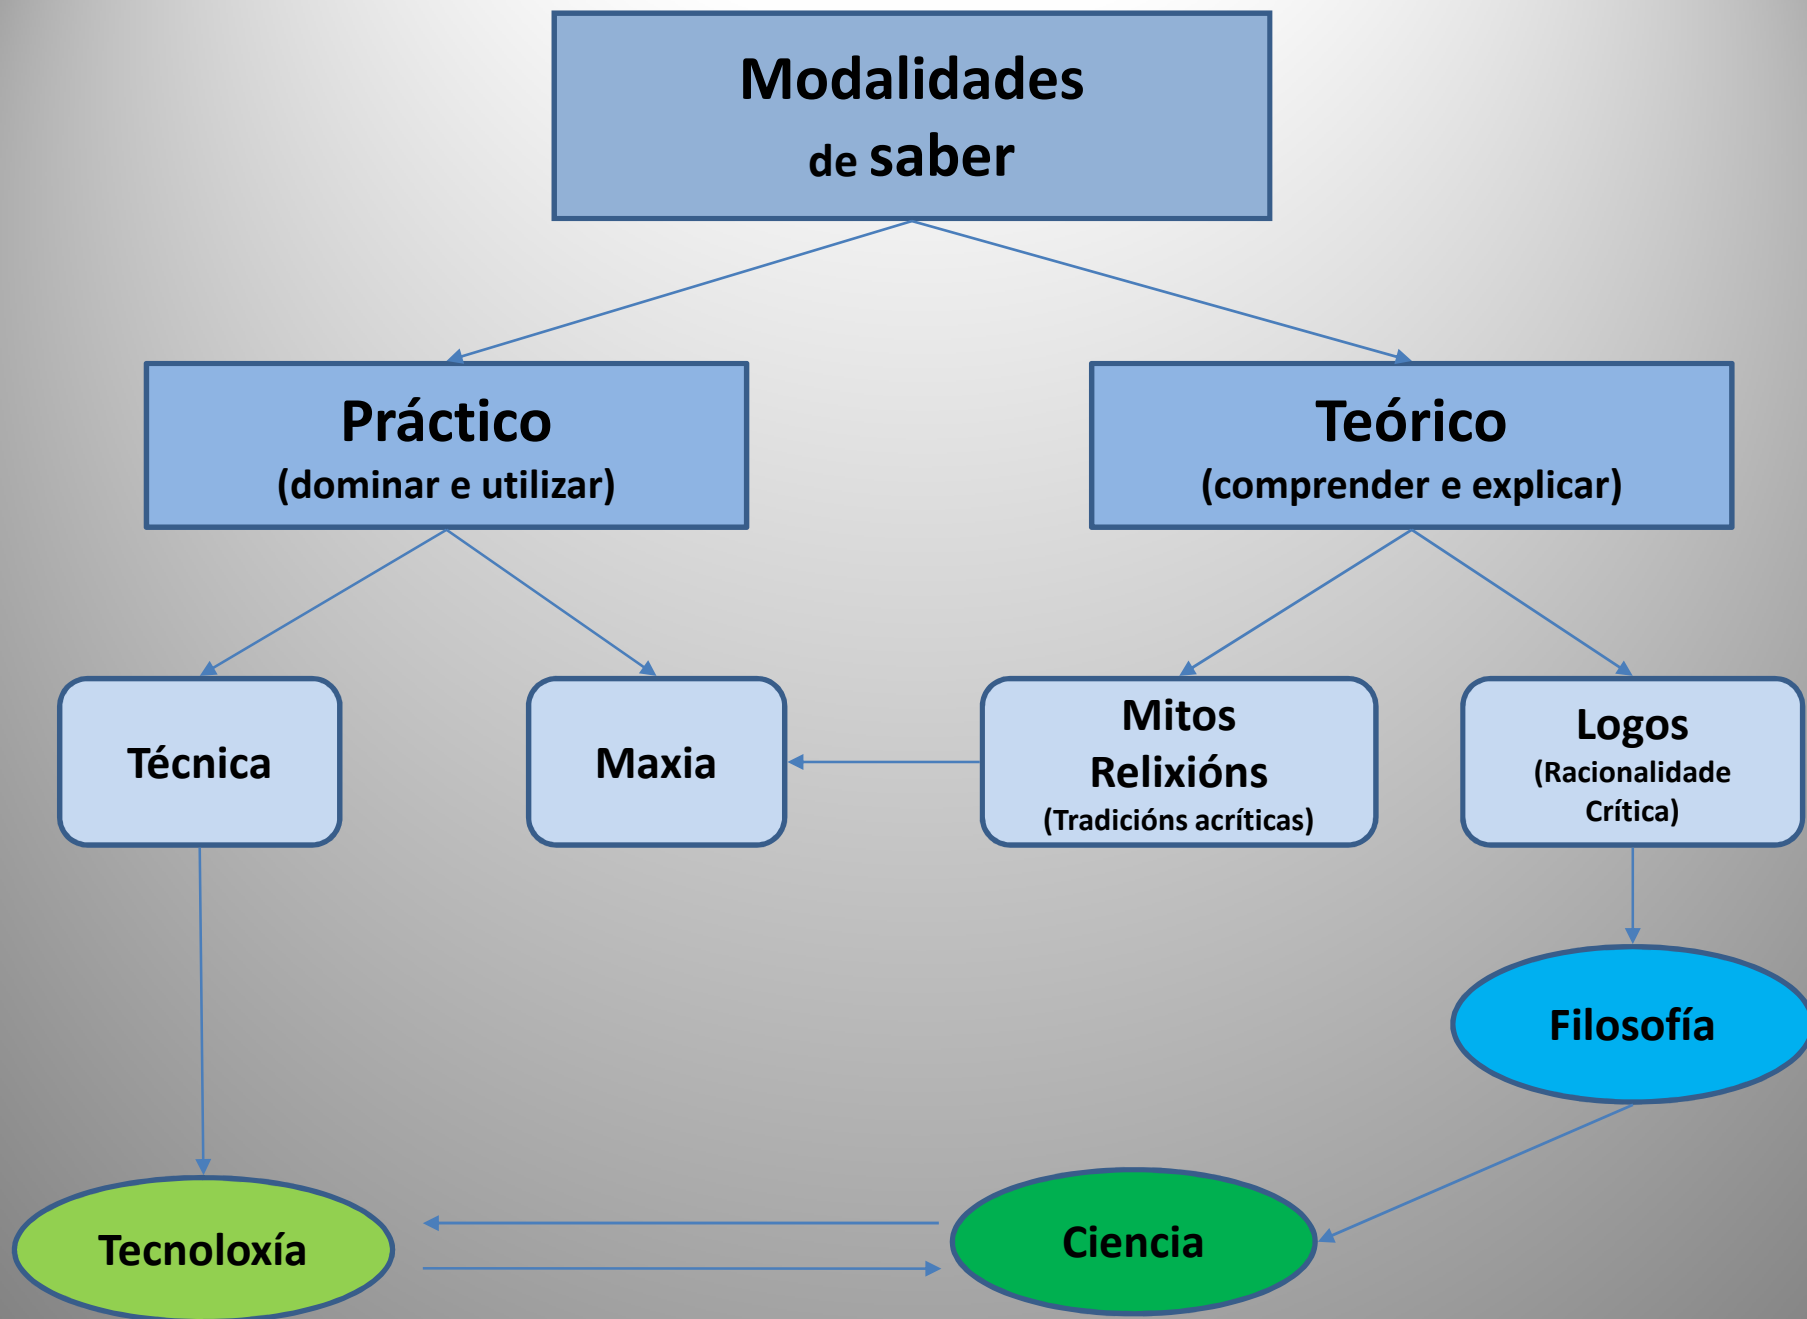 Modalidades
de saber
Práctico
(dominar e utilizar)
Teórico
(comprender e explicar)
Técnica
Maxia
Mitos
Relixións
(Tradicións acríticas)
Logos
(Racionalidade
Crítica)
Filosofía
Tecnoloxía
Ciencia